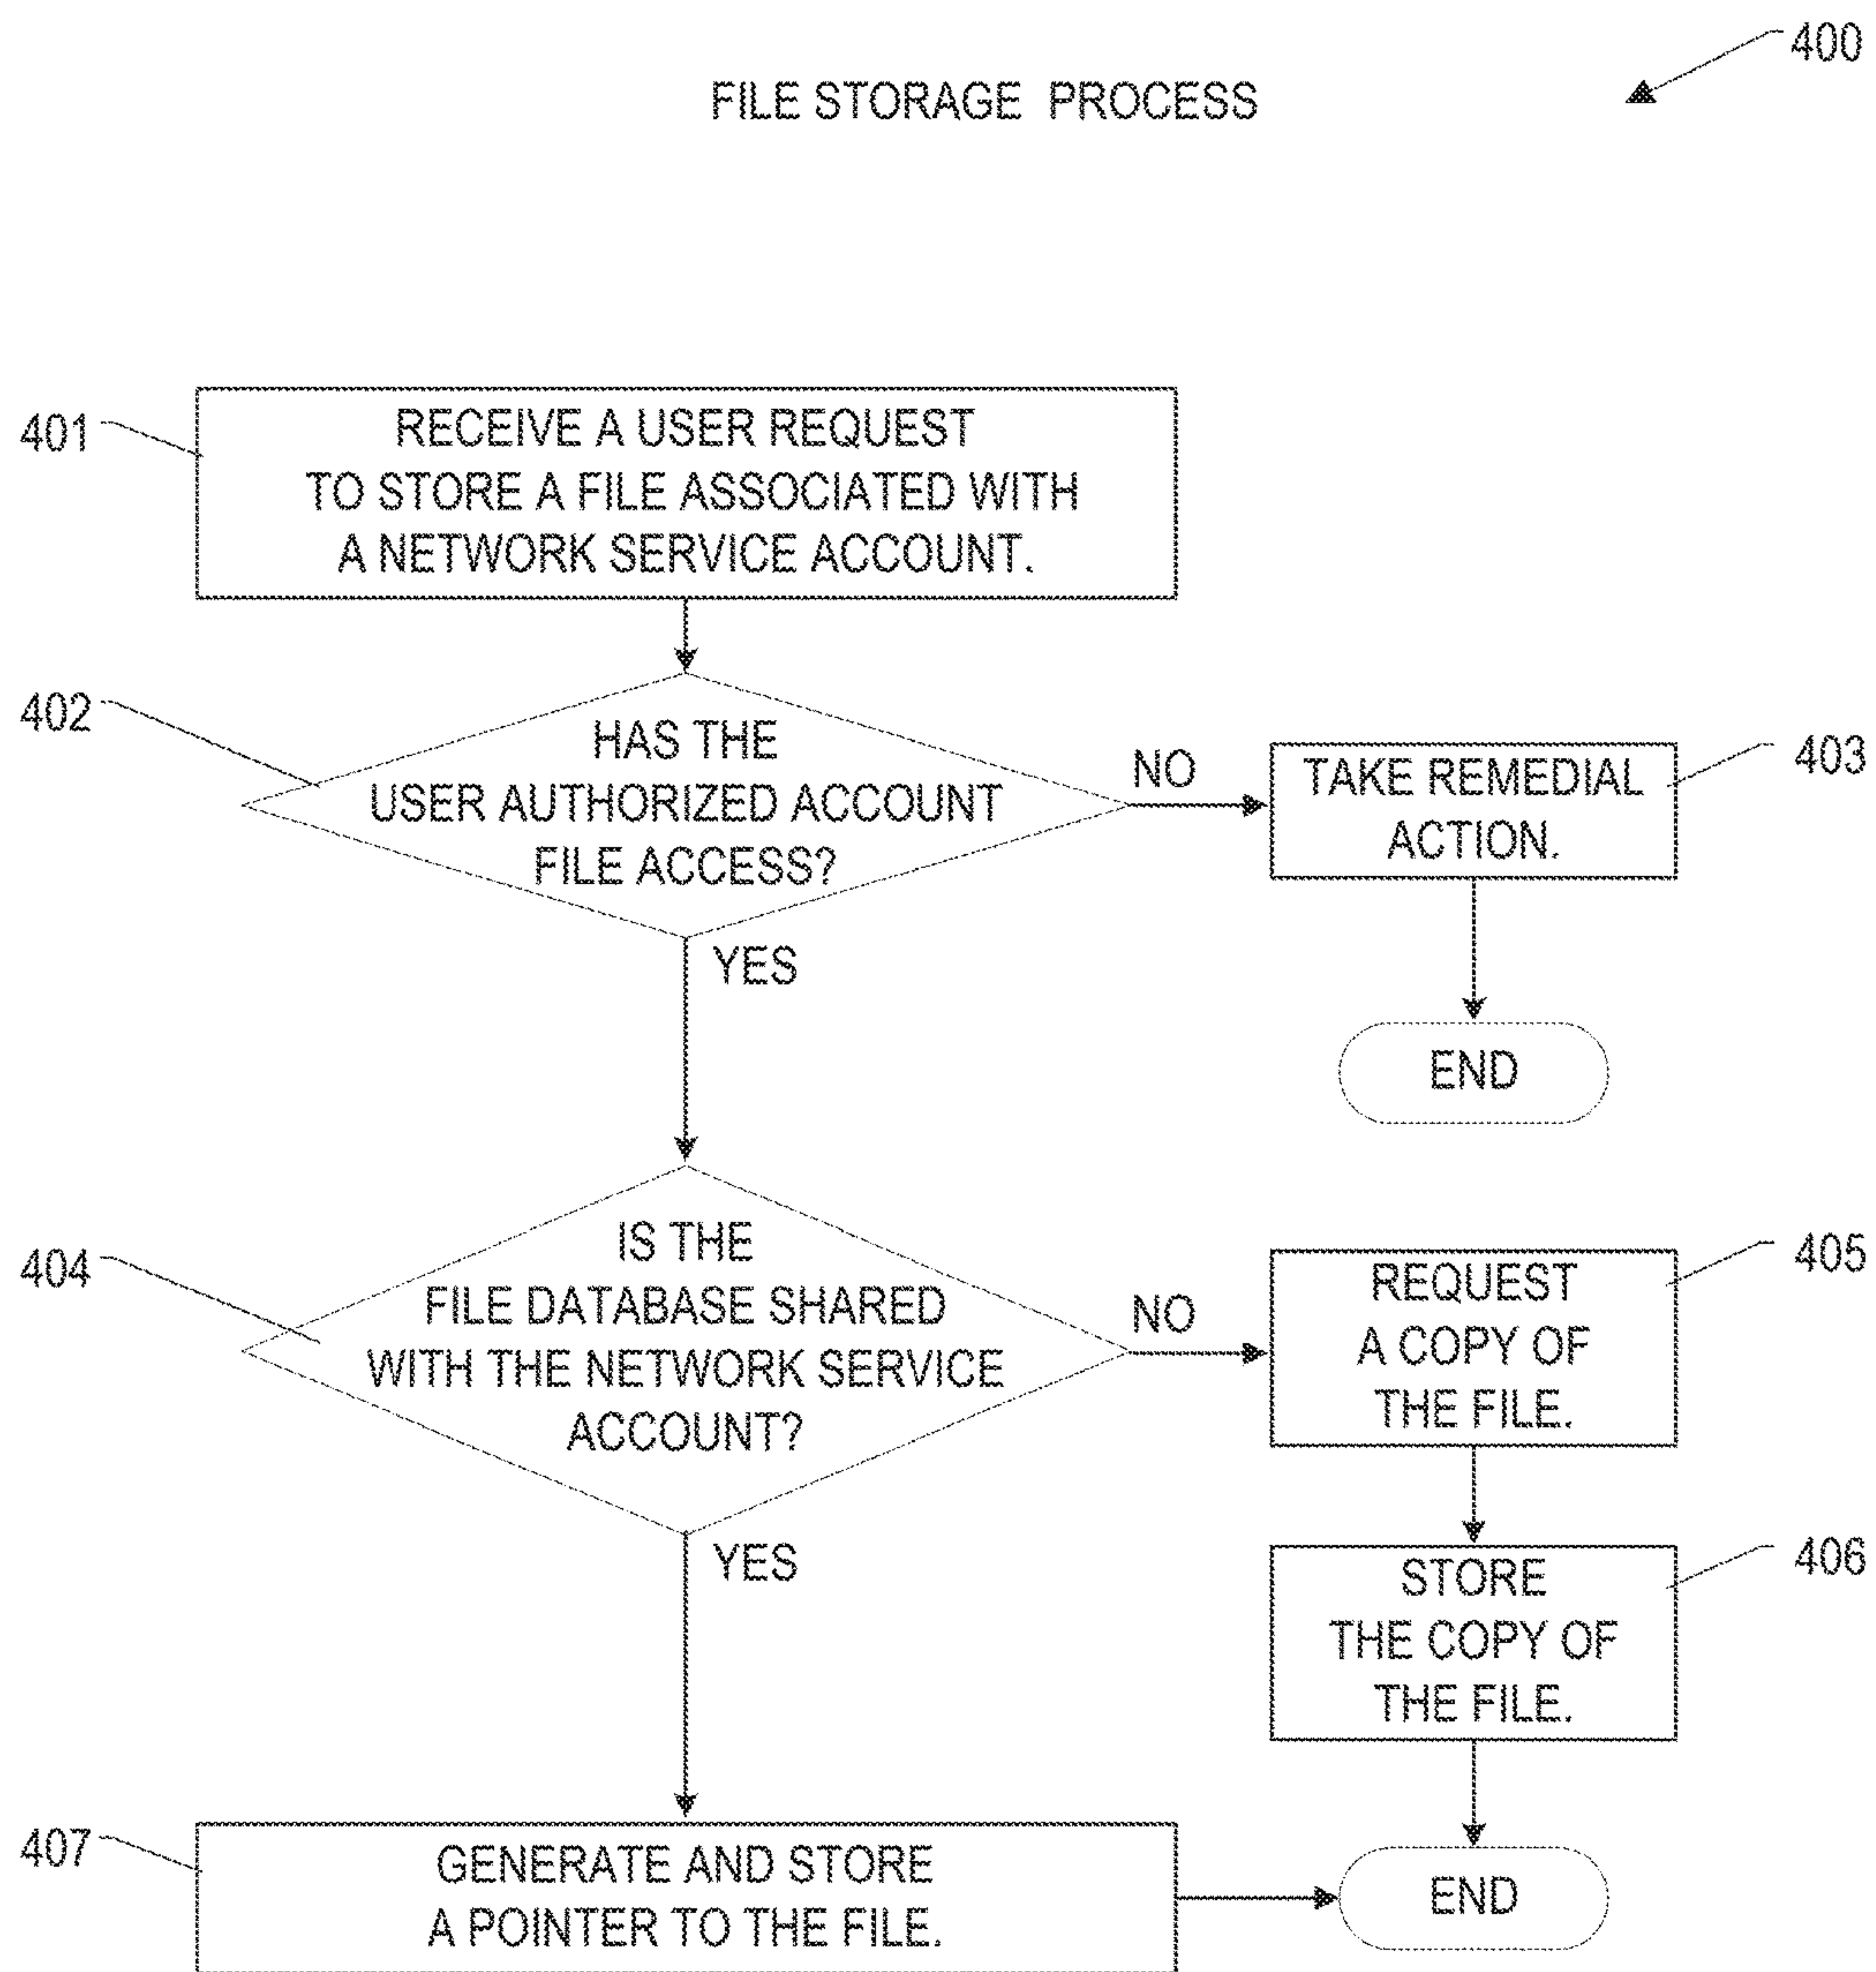 400
FILE STORAGE PROCESS
401
RECEIVE A USER REQUEST
TO STORE A FILE ASSOCIATED WITH
A NETWORK SERVICE ACCOUNT.
402
HAS THE
USER AUTHORIZED ACCOUNT
FILE ACCESS?
NO
403
TAKE REMEDIAL
ACTION.
YES
END
404
IS THE
FILE DATABASE SHARED
WITH THE NETWORK SERVICE
ACCOUNT?
NO
405
REQUEST
A COPY OF
THE FILE.
YES
406
STORE
THE COPY OF
THE FILE.
407
GENERATE AND STORE
A POINTER TO THE FILE.
END